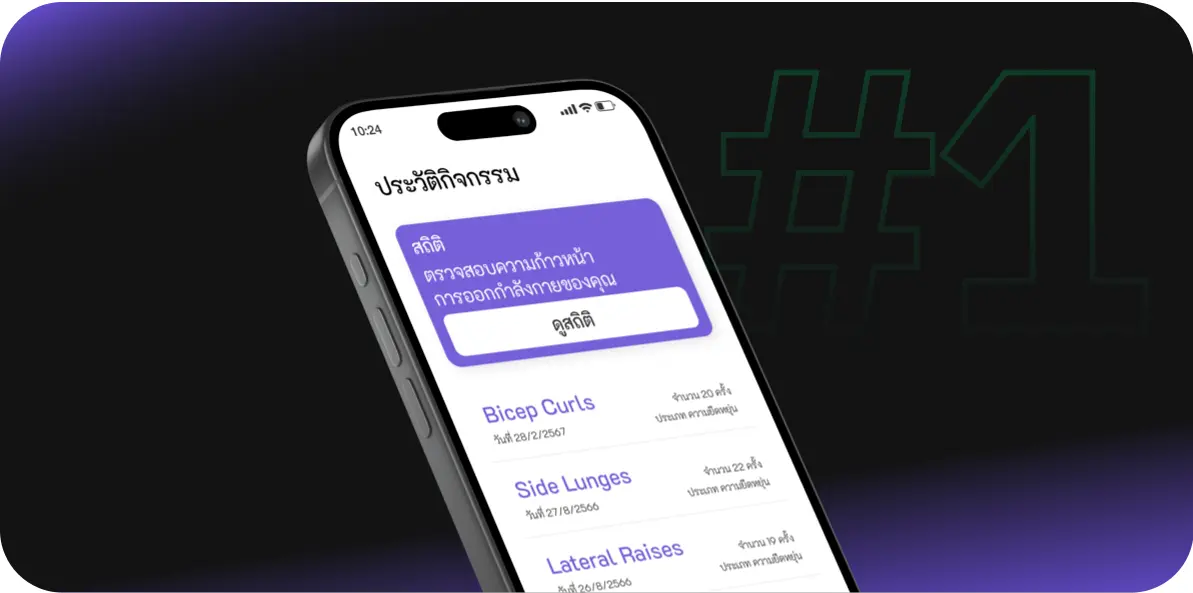 #1
10:24
ประวัติกิจกรรม
สถิติ
ตรวจสอบความก้าวหน้า
การออกกำลังกายของคุณ
ดูสถิติ
Bicep Curls
จำนวน 20 ครั้ง
วันที่ 28/2/2567
ประเภท ความยืดหยุ่น
Side Lunges
จำนวน 22 ครั้ง
วันที่ 27/8/2566
ประเภท ความยืดหยุ่น
Lateral Raises
จำนวน 19 ครั้ง
วันที่ 26/8/2566
ประเภท ความยืดหยุ่น